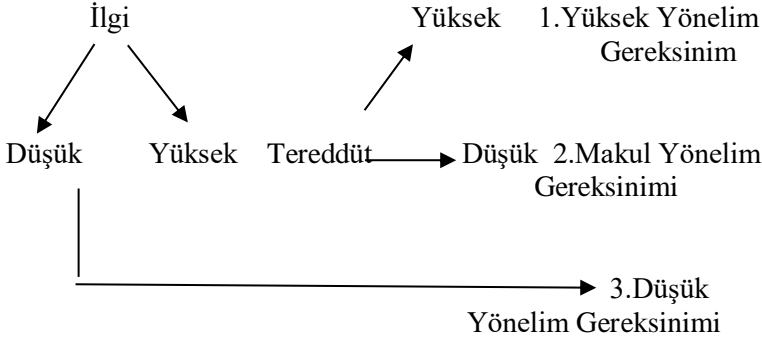 İlgi Yüksek 1.Yüksek Yönelim
Gereksinim
Düşük Yüksek Tereddüt Düşük 2.Makul Yönelim
Gereksinimi
3.Düşük
Yönelim Gereksinimi